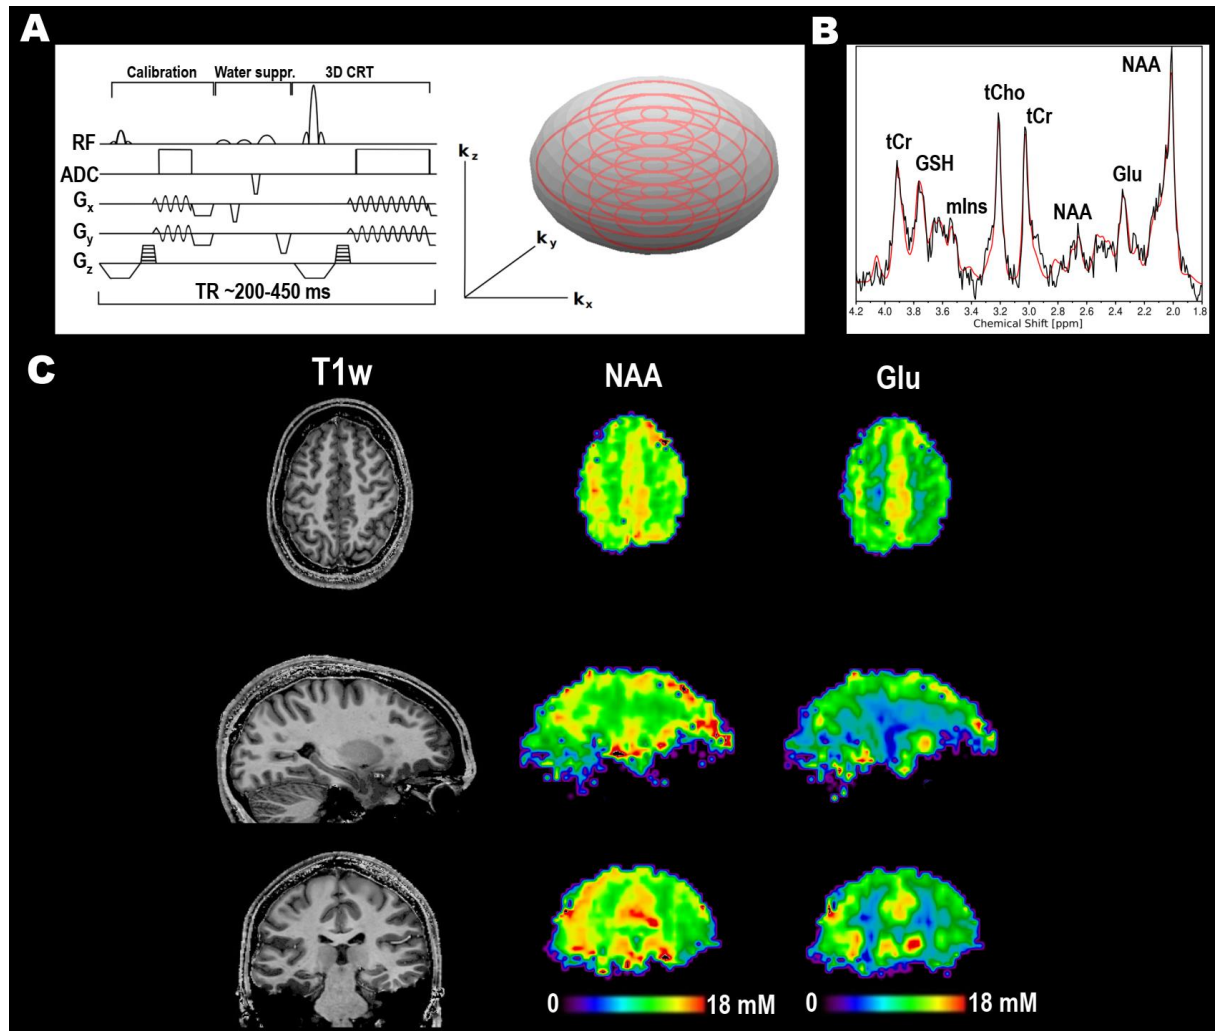 A
Calibration
Water suppr.
3D CRT
RF
ADC
Gx
Gy
Gz
TR ~200-450 ms
kz
ky
kx
B
tCr
GSH
mIns
tCho
tCr
NAA
Glu
NAA
4.2 4.0 3.8 3.6 3.4 3.2 3.0 2.8 2.6 2.4 2.2 2.0 1.8
Chemical Shift [ppm]
C
T1w NAA Glu
0 18 mM 0 18 mM